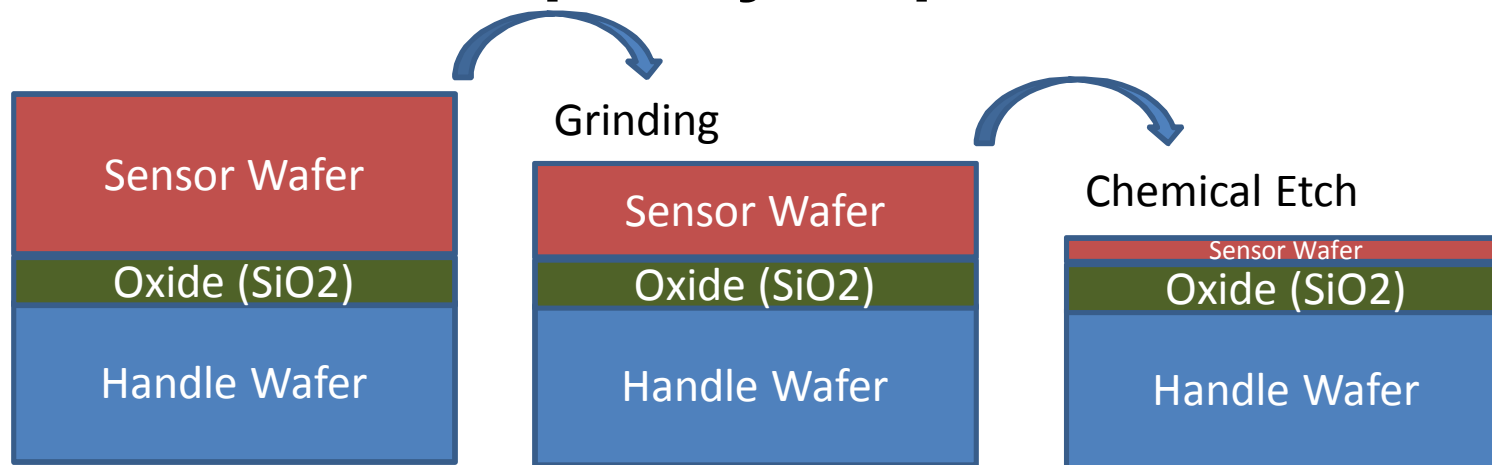 Sensor Wafer
Oxide (SiO2)
Handle Wafer
Grinding
Sensor Wafer
Oxide (SiO2)
Handle Wafer
Chemical Etch
Sensor Wafer
Oxide (SiO2)
Handle Wafer